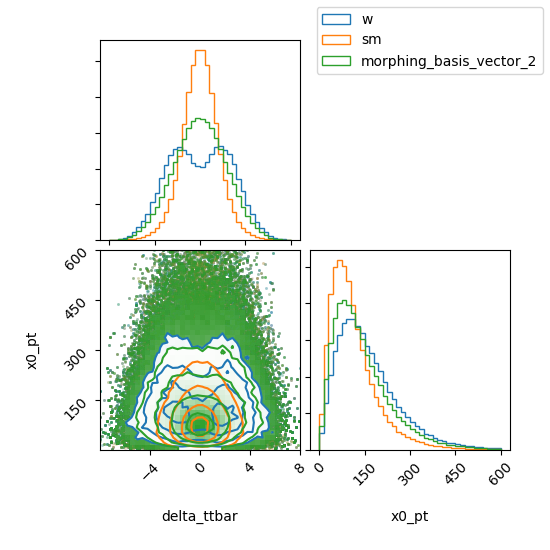 w
sm
morphing_basis_vector_2
600
450
300
150
x0_pt
−4
0
4
8
delta_ttbar
0
150
300
450
600
x0_pt